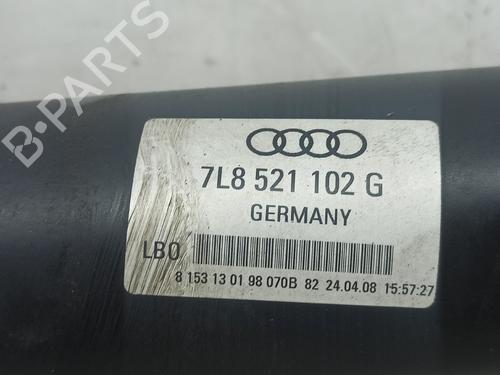 B-PARTS
7L8 521 102 G
GERMANY
LBO
8 153 13 01 98 070B 82 24.04.08 15:57:27